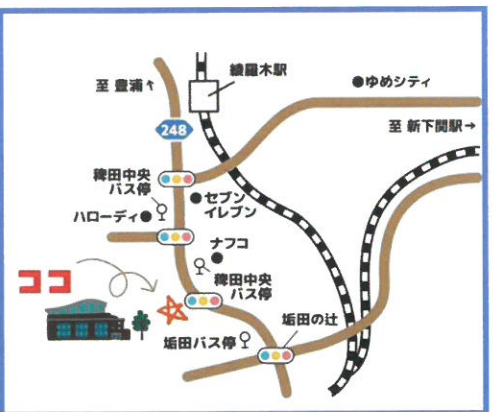 綾羅木駅
至 豊浦↑
●ゆめシティ
248
至 新下関駅→
稗田中央
バス停
●セブン
イレブン
ハローディ●
ナフコ
稗田中央
バス停
ココ
垢田バス停
垢田の辻